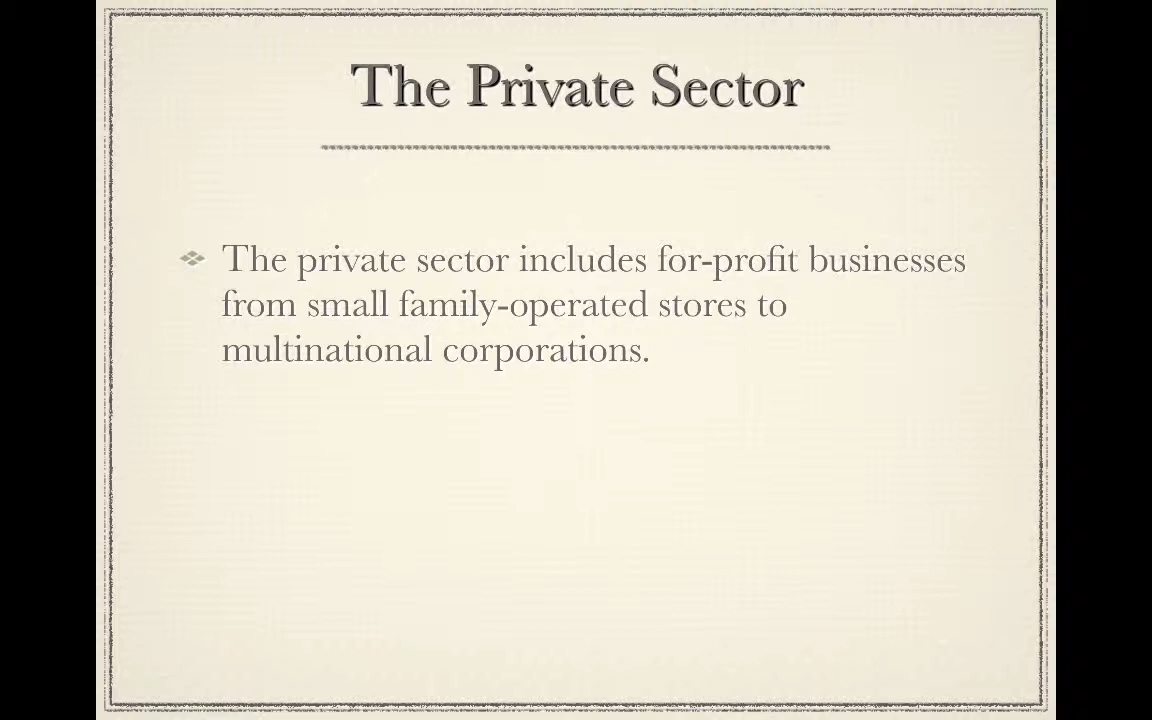 The Private Sector
The private sector includes for-profit businesses
from small family-operated stores to
multinational corporations.